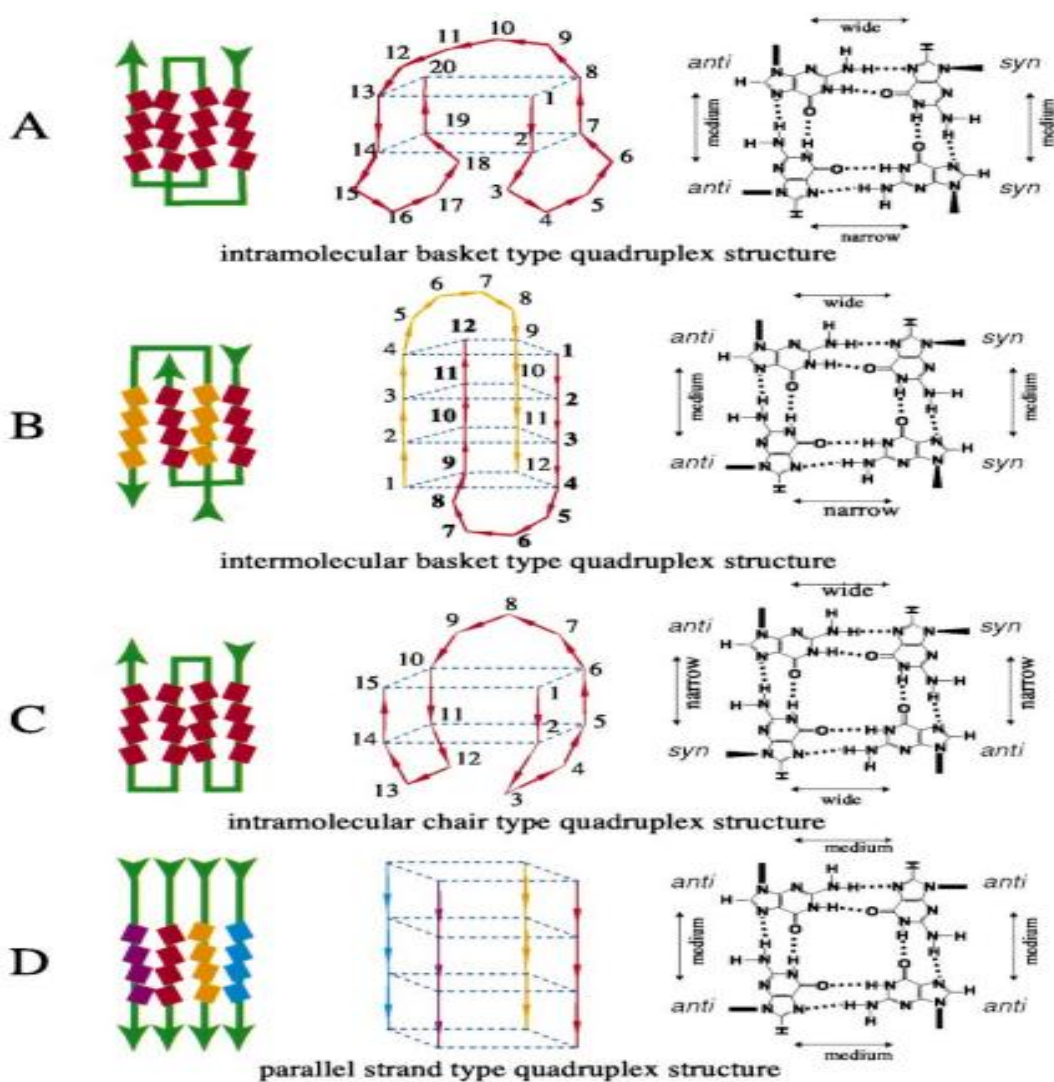 A
10
11
9
12
20
8
13
1
19
7
14
2
18
6
15
3
17
5
16
4
wide
anti
syn
medium
medium
anti
syn
narrow
intramolecular basket type quadruplex structure
B
7
6
8
5
12
9
4
1
11
10
3
2
10
11
2
3
9
12
1
4
8
5
7
6
wide
anti
syn
medium
medium
anti
syn
narrow
intermolecular basket type quadruplex structure
C
8
9
7
10
6
15
1
11
5
14
2
12
4
13
3
wide
anti
syn
narrow
narrow
syn
anti
wide
intramolecular chair type quadruplex structure
D
medium
anti
anti
medium
medium
anti
anti
medium
parallel strand type quadruplex structure